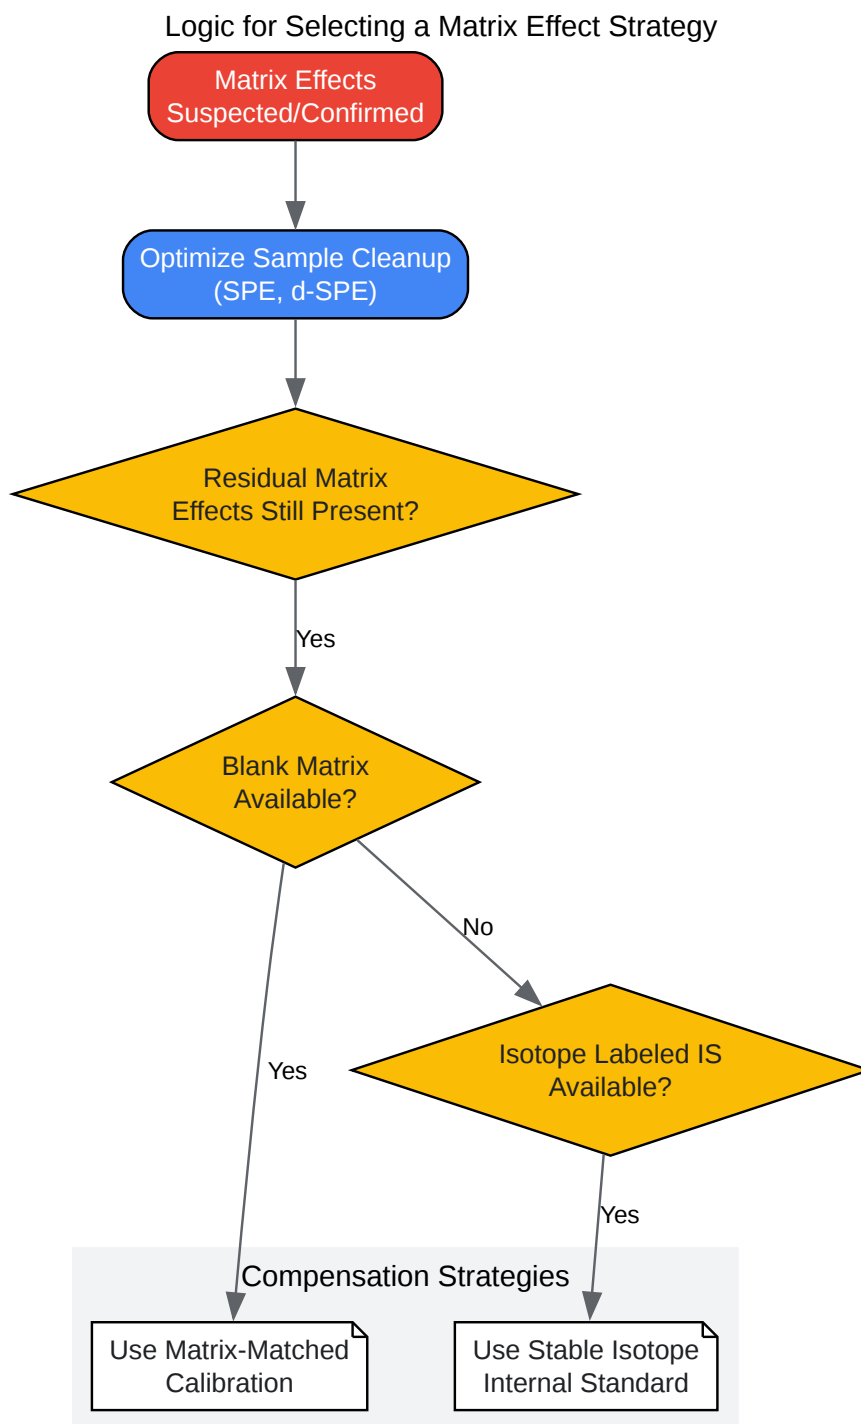 Logic for Selecting a Matrix Effect Strategy
Matrix Effects
Suspected/Confirmed
Optimize Sample Cleanup
(SPE, d-SPE)
Residual Matrix
Effects Still Present?
Yes
Blank Matrix
Available?
No
Isotope Labeled IS
Available?
Yes
Yes
Compensation Strategies
Use Matrix-Matched
Calibration
Use Stable Isotope
Internal Standard